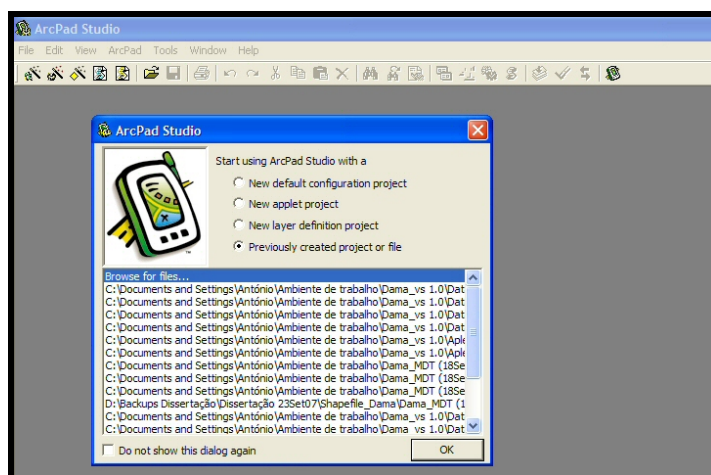 ArcPad Studio
File Edit View ArcPad Tools Window Help
ArcPad Studio
Start using ArcPad Studio with a
New default configuration project
New applet project
New layer definition project
Previously created project or file
Browse for files...
C:\Documents and Settings\António\Ambiente de trabalho\Dama_vs 1.0\Dat
C:\Documents and Settings\António\Ambiente de trabalho\Dama_vs 1.0\Dat
C:\Documents and Settings\António\Ambiente de trabalho\Dama_vs 1.0\Dat
C:\Documents and Settings\António\Ambiente de trabalho\Dama_vs 1.0\Dat
C:\Documents and Settings\António\Ambiente de trabalho\Dama_vs 1.0\Aple
C:\Documents and Settings\António\Ambiente de trabalho\Dama_vs 1.0\Aple
C:\Documents and Settings\António\Ambiente de trabalho\Dama_MDT (18Se
C:\Documents and Settings\António\Ambiente de trabalho\Dama_MDT (18Se
C:\Documents and Settings\António\Ambiente de trabalho\Dama_MDT (18Se
D:\Backups Dissertação\Dissertação 23Set07\Shapefile_Dama\Dama_MDT (1
C:\Documents and Settings\António\Ambiente de trabalho\Dama_vs 1.0\Dat
C:\Documents and Settings\António\Ambiente de trabalho\Dama_vs 1.0\Dat
Do not show this dialog again
OK